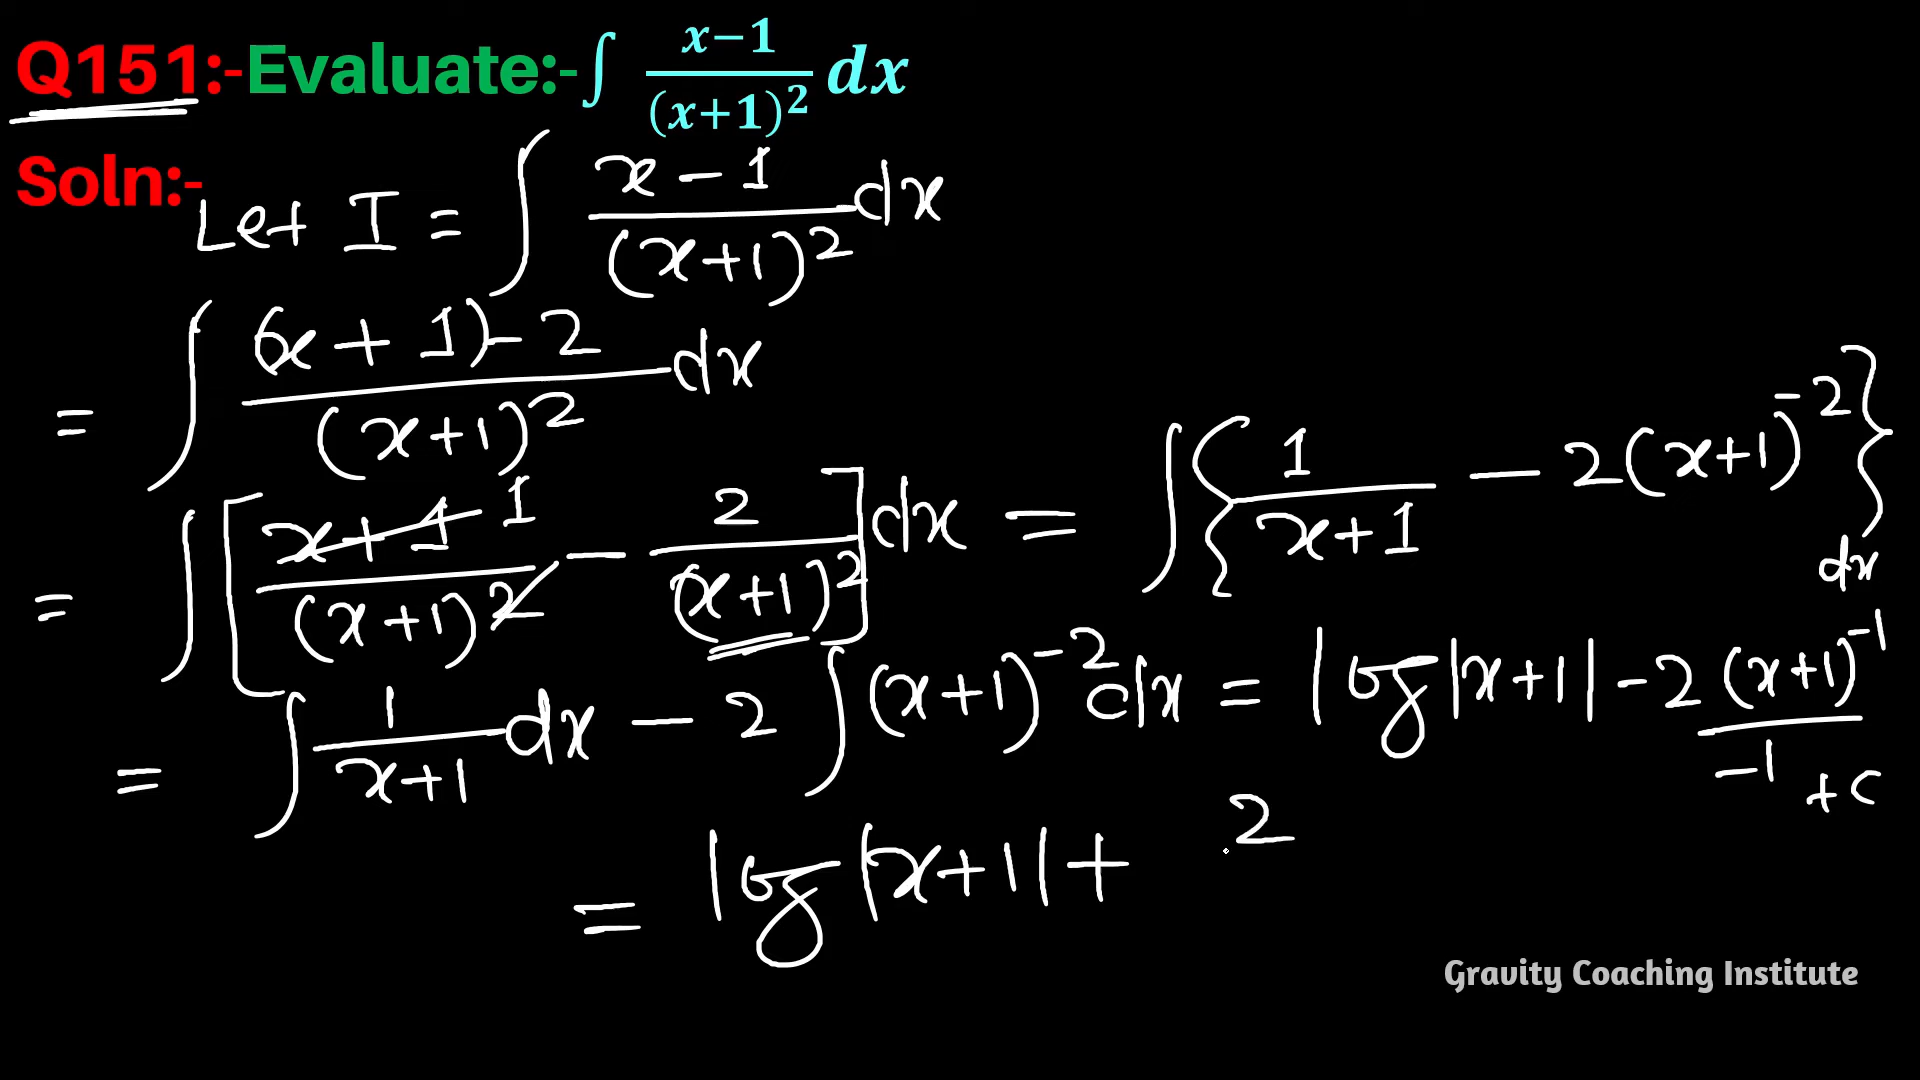 Q151:-Evaluate:-∫ x−1/(x+1)² dx
Soln:-
Let I = ∫ x−1/(x+1)² dx
= ∫ (x+1)−2/(x+1)² dx
= ∫ [x+1 1/(x+1)² − 2/(x+1)²] dx = ∫ {1/x+1 − 2(x+1)⁻²} dx
= ∫ 1/x+1 dx − 2 ∫ (x+1)⁻² dx = log|x+1| − 2 (x+1)⁻¹/−1 + c
= log|x+1| + 2
Gravity Coaching Institute